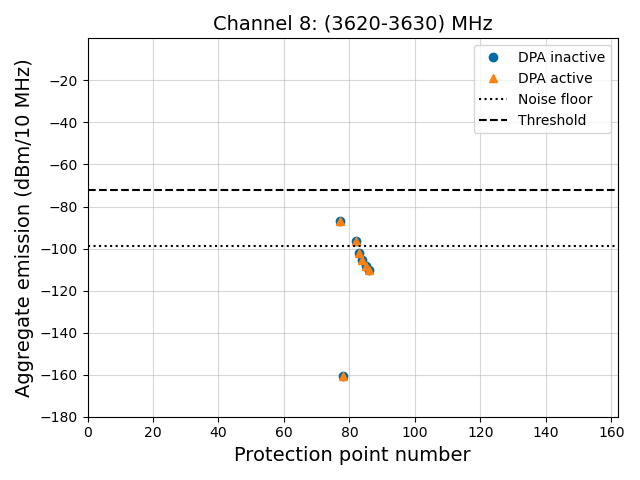 Channel 8: (3620-3630) MHz
DPA inactive
DPA active
Noise floor
Threshold
Aggregate emission (dBm/10 MHz)
−20
−40
−60
−80
−100
−120
−140
−160
−180
0 20 40 60 80 100 120 140 160
Protection point number